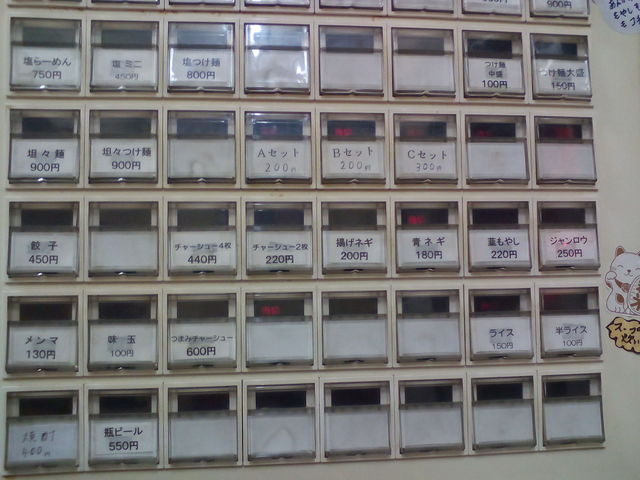 900円
塩らーめん
750円
塩 ミニ
450円
塩つけ麺
800円
つけ麺
中盛
100円
つけ麺大盛
150円
坦 々 麺
900円
坦々つけ麺
900円
Aセット
200円
Bセット
200円
Cセット
300円
餃 子
450円
チャーシュー4枚
440円
チャーシュー2枚
220円
揚げネギ
200円
青ネギ
180円
韮もやし
220円
ジャンロウ
250円
メンマ
130円
味 玉
100円
つまみチャーシュー
600円
ライス
150円
半ライス
100円
焼酎
400円
瓶ビール
550円